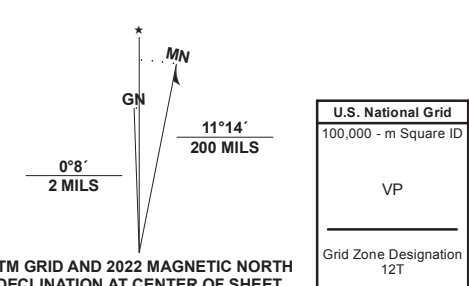 ★
MN
GN
11°14´
200 MILS
0°8´
2 MILS
TM GRID AND 2022 MAGNETIC NORTH
DECLINATION AT CENTER OF SHEET
U.S. National Grid
100,000 - m Square ID
VP
Grid Zone Designation
12T